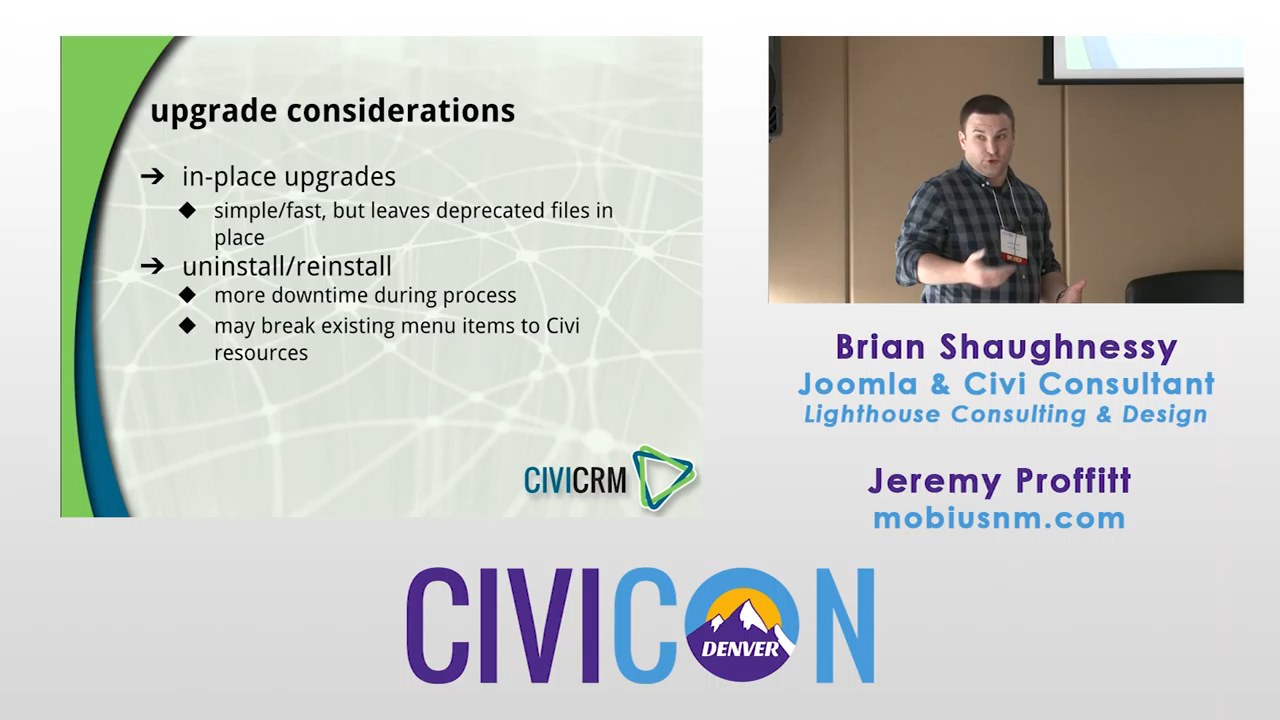 upgrade considerations
➔ in-place upgrades
◆ simple/fast, but leaves deprecated files in
place
➔ uninstall/reinstall
◆ more downtime during process
◆ may break existing menu items to Civi
resources
CIVICRM
Brian Shaughnessy
Joomla & Civi Consultant
Lighthouse Consulting & Design
Jeremy Proffitt
mobiusnm.com
CIVICON
DENVER